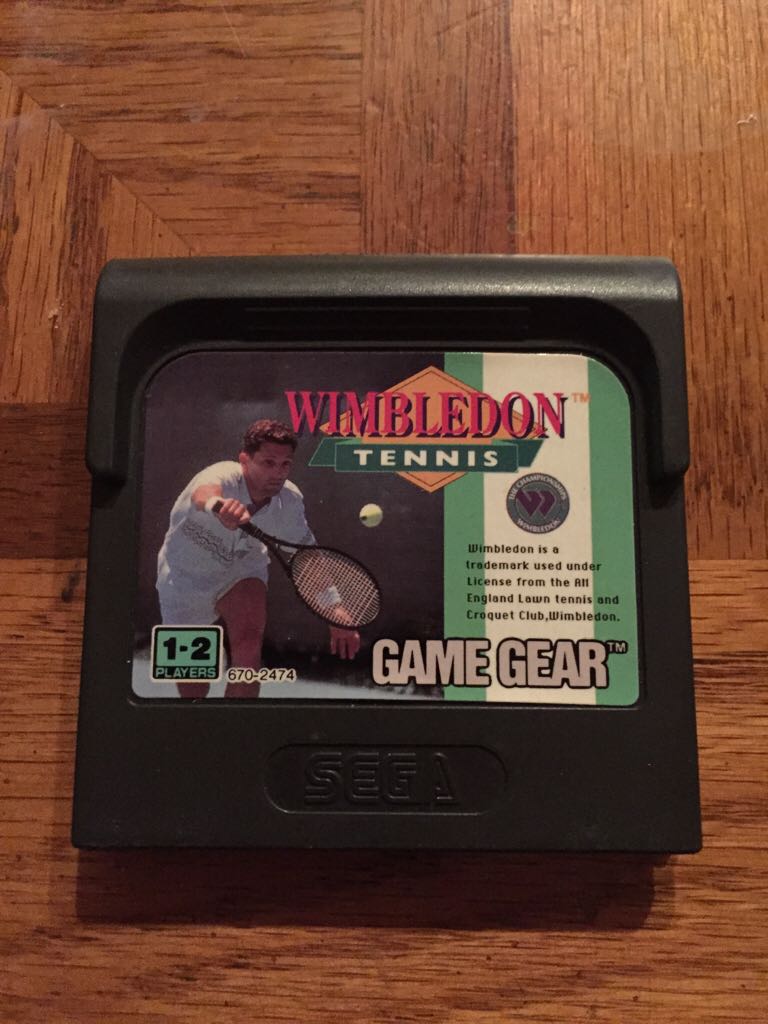 WIMBLEDON™
TENNIS
THE CHAMPIONSHIPS
WIMBLEDON
Wimbledon is a
trademark used under
License from the All
England Lawn tennis and
Croquet Club,Wimbledon.
1-2
PLAYERS
670-2474
GAME GEAR™
SEGA